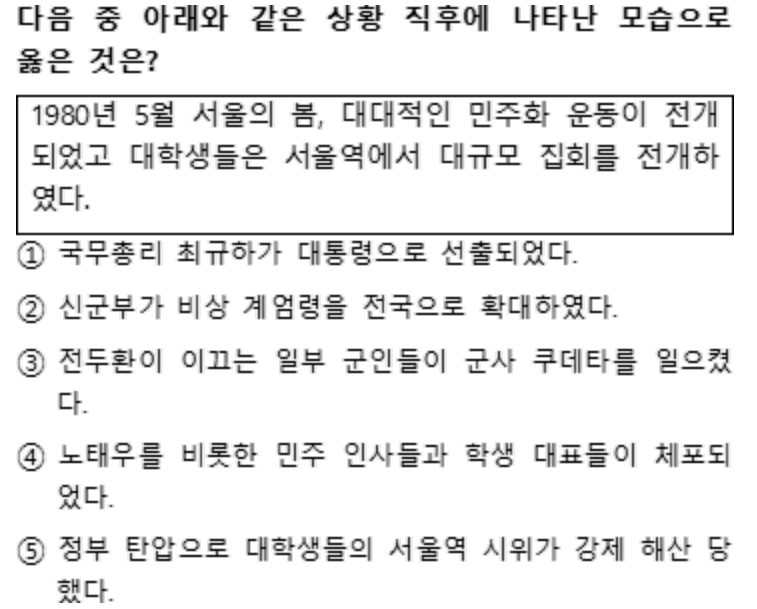 다음 중 아래와 같은 상황 직후에 나타난 모습으로
옳은 것은?
1980년 5월 서울의 봄, 대대적인 민주화 운동이 전개
되었고 대학생들은 서울역에서 대규모 집회를 전개하
였다.
① 국무총리 최규하가 대통령으로 선출되었다.
② 신군부가 비상 계엄령을 전국으로 확대하였다.
③ 전두환이 이끄는 일부 군인들이 군사 쿠데타를 일으켰
다.
④ 노태우를 비롯한 민주 인사들과 학생 대표들이 체포되
었다.
⑤ 정부 탄압으로 대학생들의 서울역 시위가 강제 해산 당
했다.